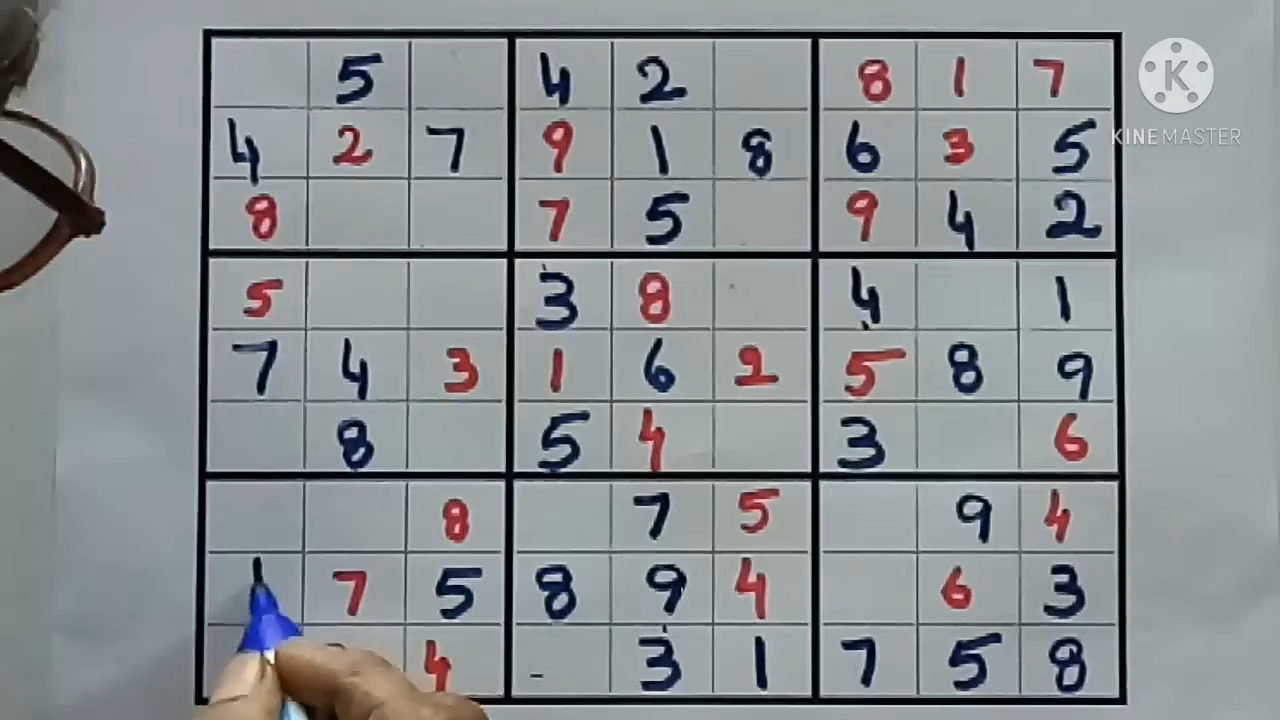 5 4 2 8 1 7
4 2 7 9 1 8 6 3 5
8 7 5 9 4 2
5 3 8 4 1
7 4 3 1 6 2 5 8 9
8 5 4 3 6
8 7 5 9 4
7 5 8 9 4 6 3
4 3 1 7 5 8
K
KINEMASTER